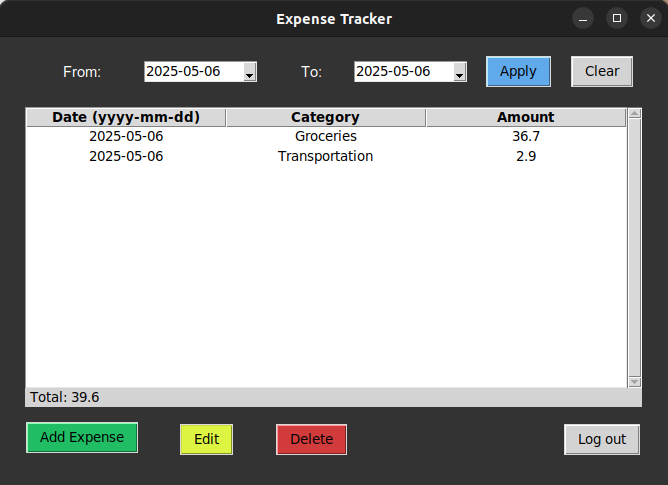 Expense Tracker
From: 2025-05-06 To: 2025-05-06 Apply Clear
Date (yyyy-mm-dd) Category Amount
2025-05-06 Groceries 36.7
2025-05-06 Transportation 2.9
Total: 39.6
Add Expense Edit Delete Log out